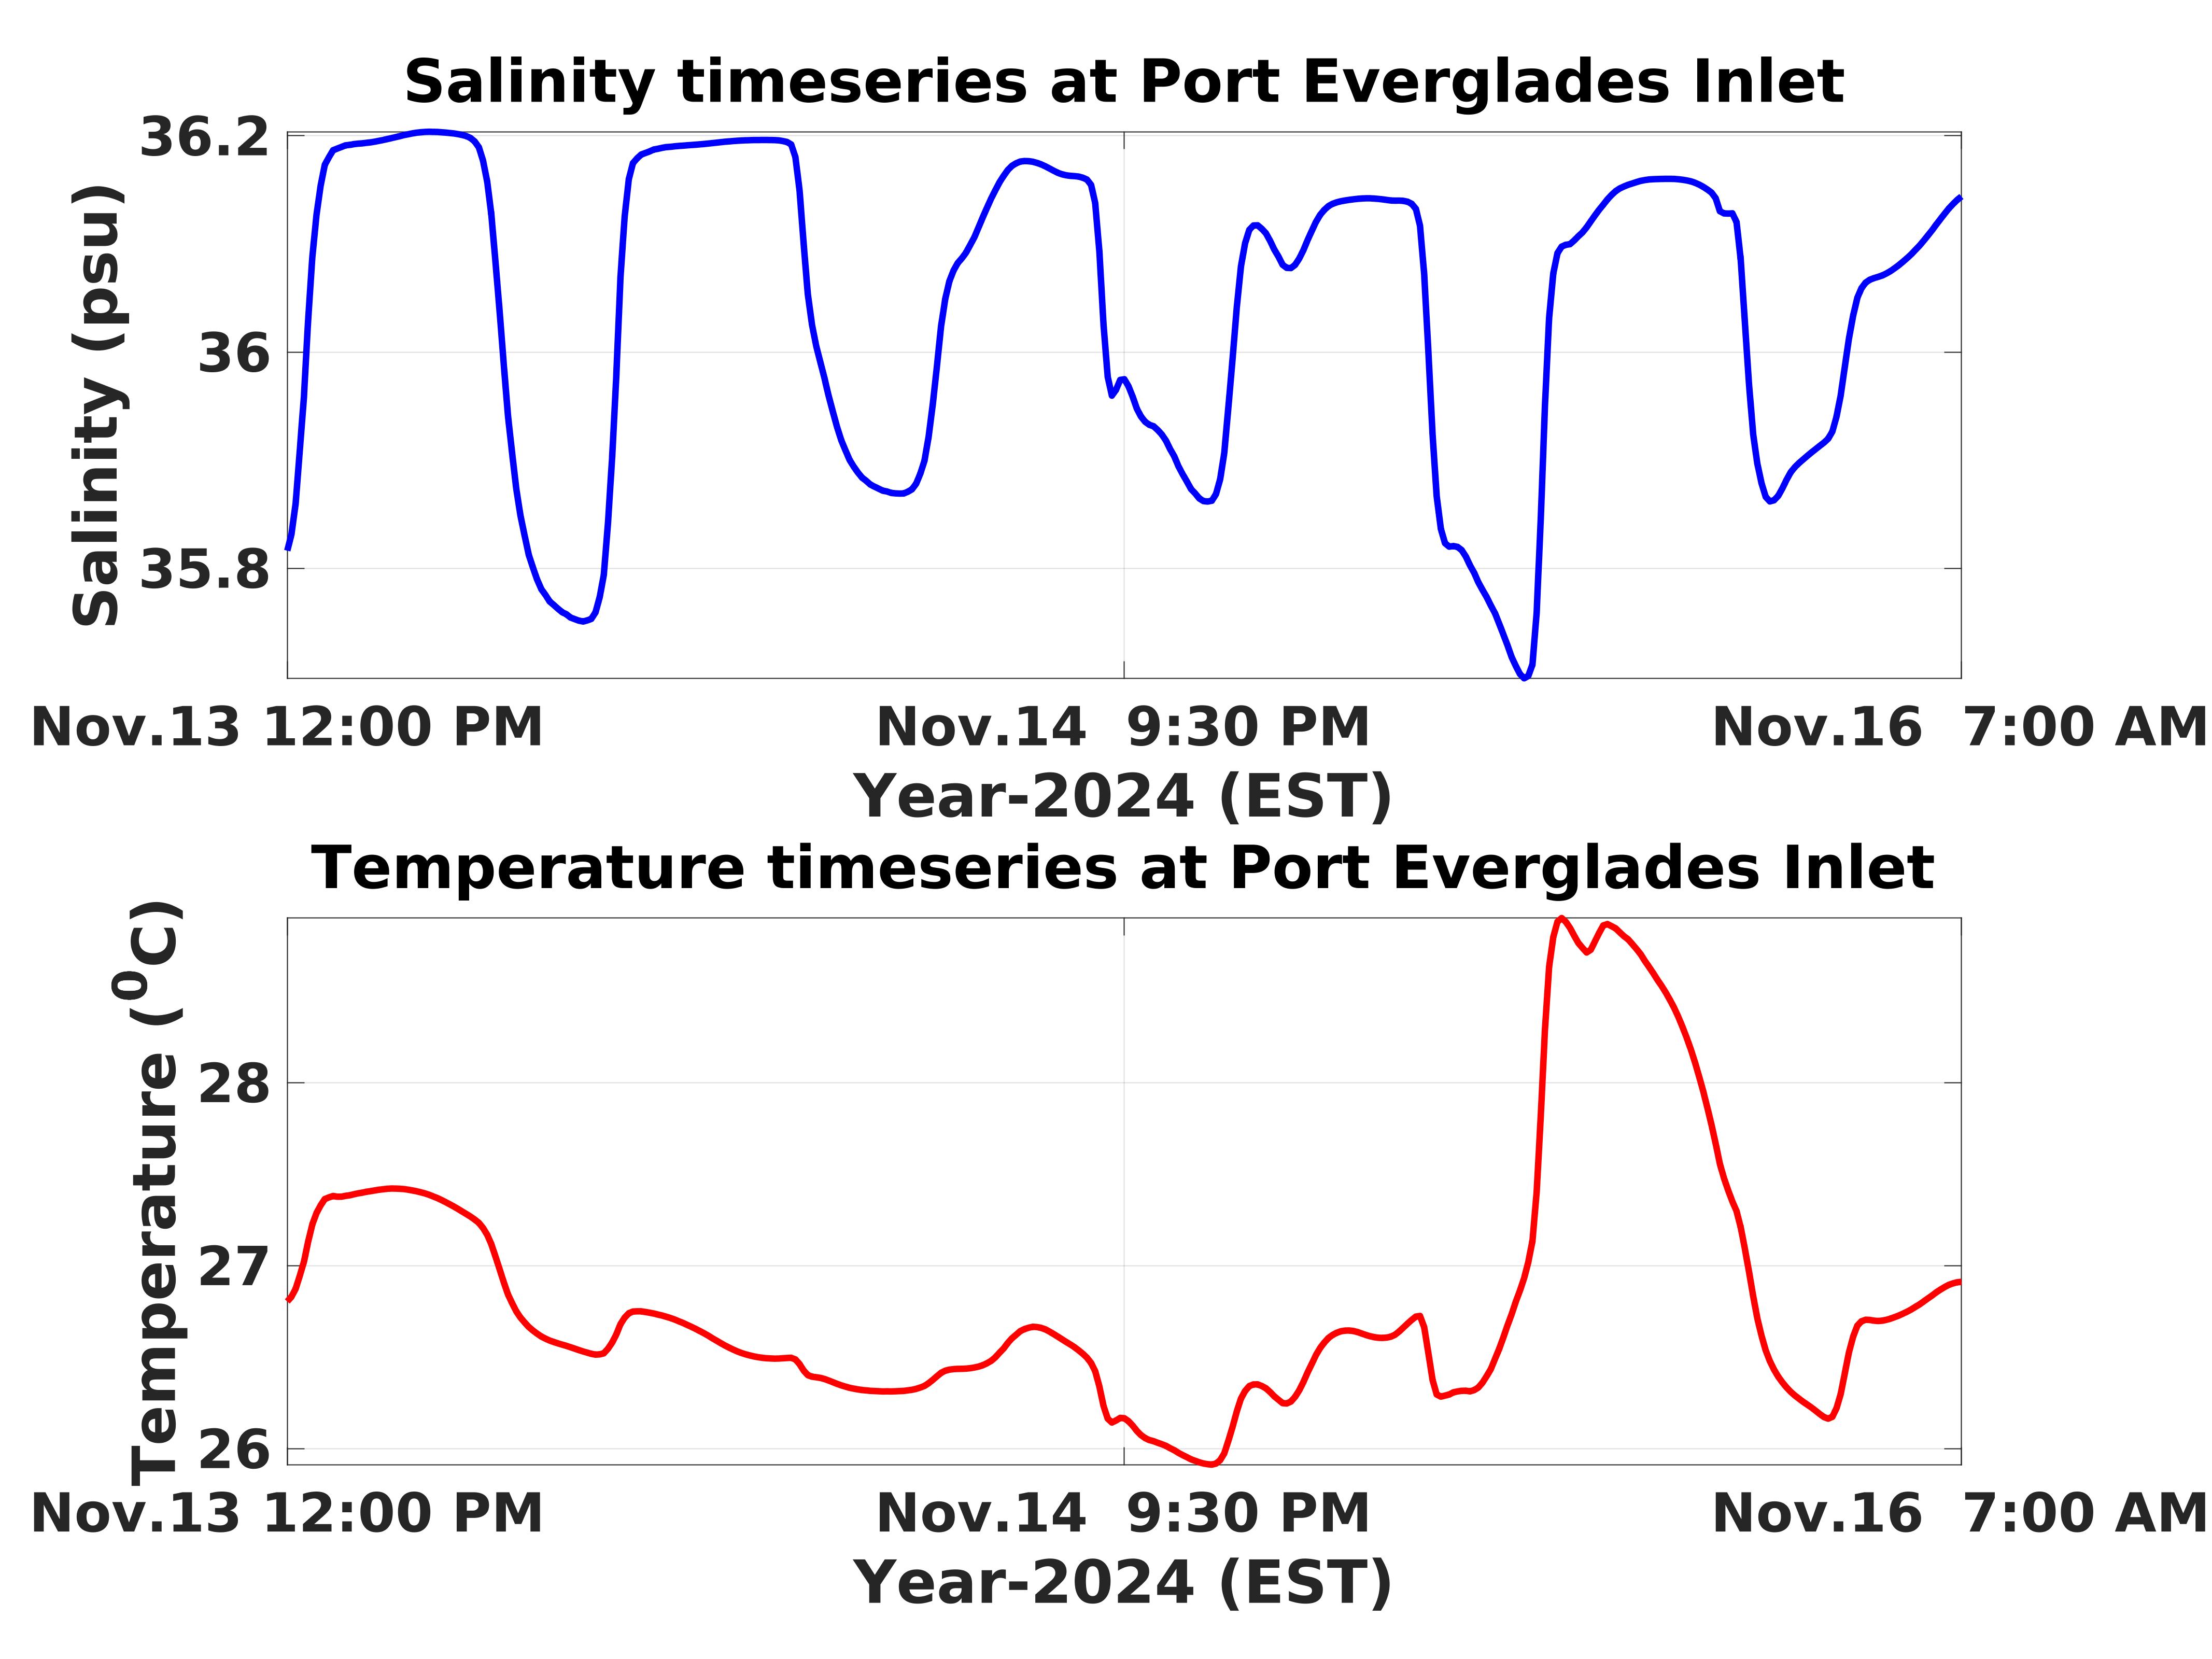 Salinity timeseries at Port Everglades Inlet
Salinity (psu)
36.2
36
35.8
Nov.13 12:00 PM Nov.14 9:30 PM Nov.16 7:00 AM
Year-2024 (EST)
Temperature timeseries at Port Everglades Inlet
Temperature (⁰C)
28
27
26
Nov.13 12:00 PM Nov.14 9:30 PM Nov.16 7:00 AM
Year-2024 (EST)